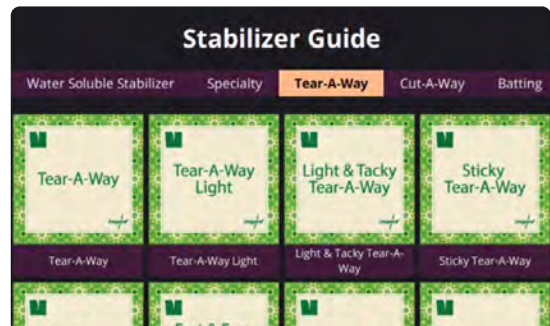 Stabilizer Guide
Water Soluble Stabilizer Specialty Tear-A-Way Cut-A-Way Batting
Tear-A-Way
Tear-A-Way
Light
Light & Tacky
Tear-A-Way
Sticky
Tear-A-Way
Tear-A-Way
Tear-A-Way Light
Light & Tacky Tear-A-
Way
Sticky Tear-A-Way